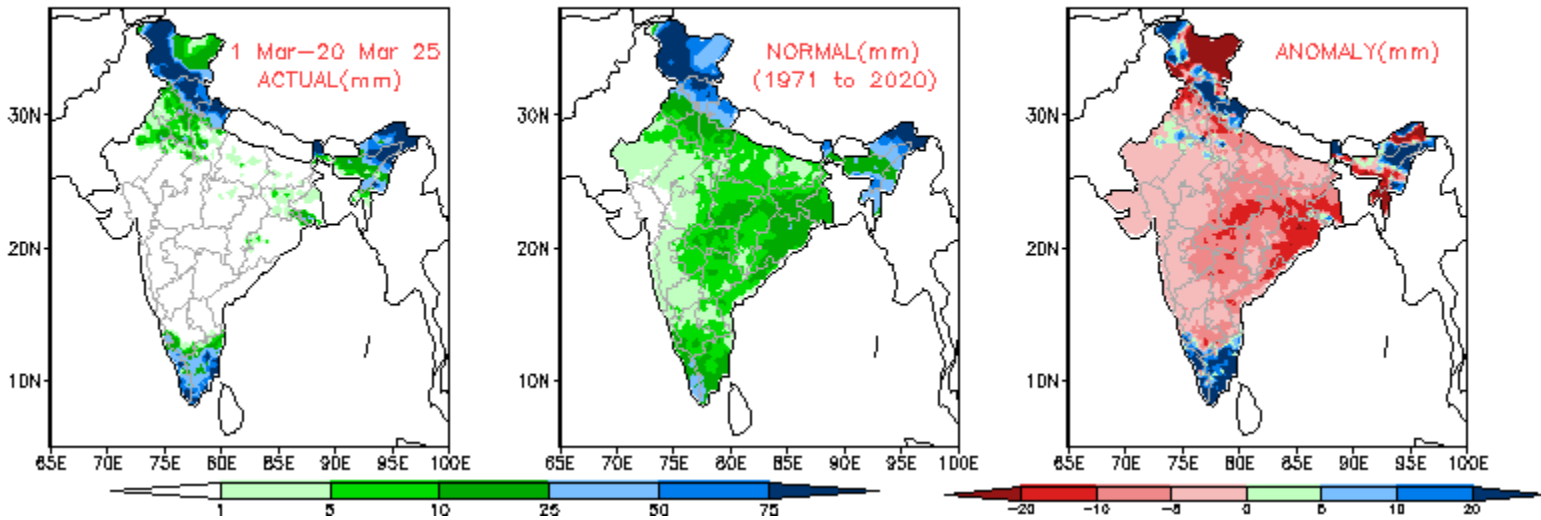 1 Mar-20 Mar 25
ACTUAL(mm)
NORMAL(mm)
(1971 to 2020)
ANOMALY(mm)
30N
20N
10N
65E 70E 75E 80E 85E 90E 95E 100E
30N
20N
10N
65E 70E 75E 80E 85E 90E 95E 100E
30N
20N
10N
65E 70E 75E 80E 85E 90E 95E 100E
1 5 10 25 50 75
-20 -10 -5 0 5 10 20